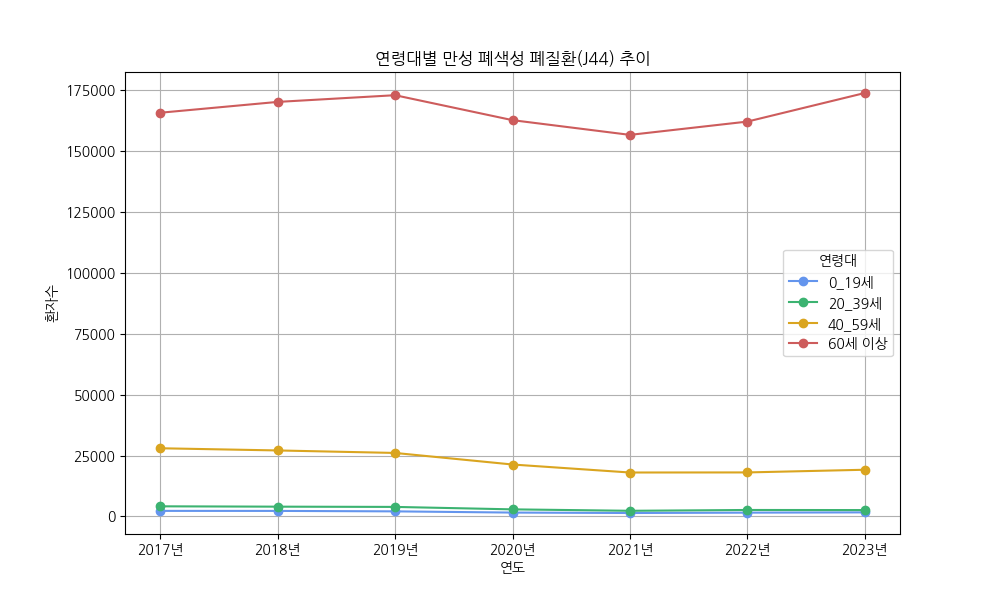 연령대별 만성 폐색성 폐질환(J44) 추이
환자수
175000
150000
125000
100000
75000
50000
25000
0
연령대
0_19세
20_39세
40_59세
60세 이상
2017년 2018년 2019년 2020년 2021년 2022년 2023년
연도